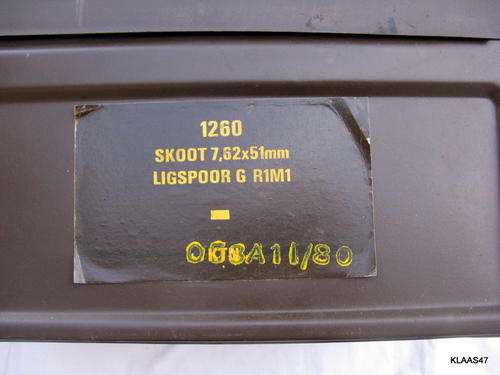 1260
SKOOT 7,62x51mm
LIGSPOOR G R1M1
KLAAS47